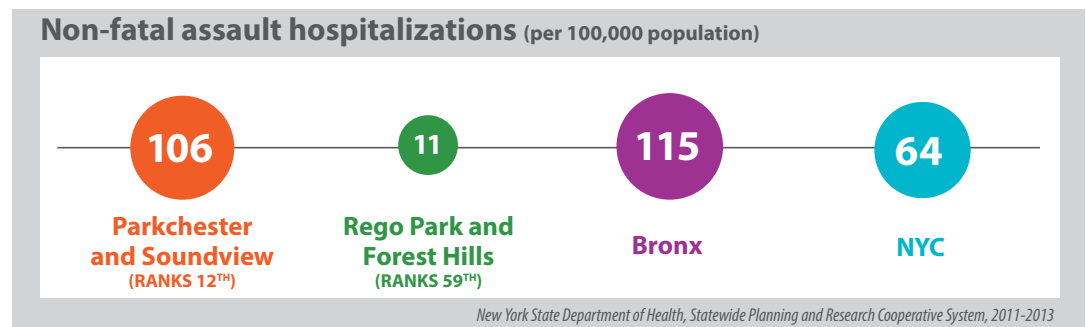 Non-fatal assault hospitalizations (per 100,000 population)
106
11
115
64
Parkchester
and Soundview
(RANKS 12TH)
Rego Park and
Forest Hills
(RANKS 59TH)
Bronx
NYC
New York State Department of Health, Statewide Planning and Research Cooperative System, 2011-2013